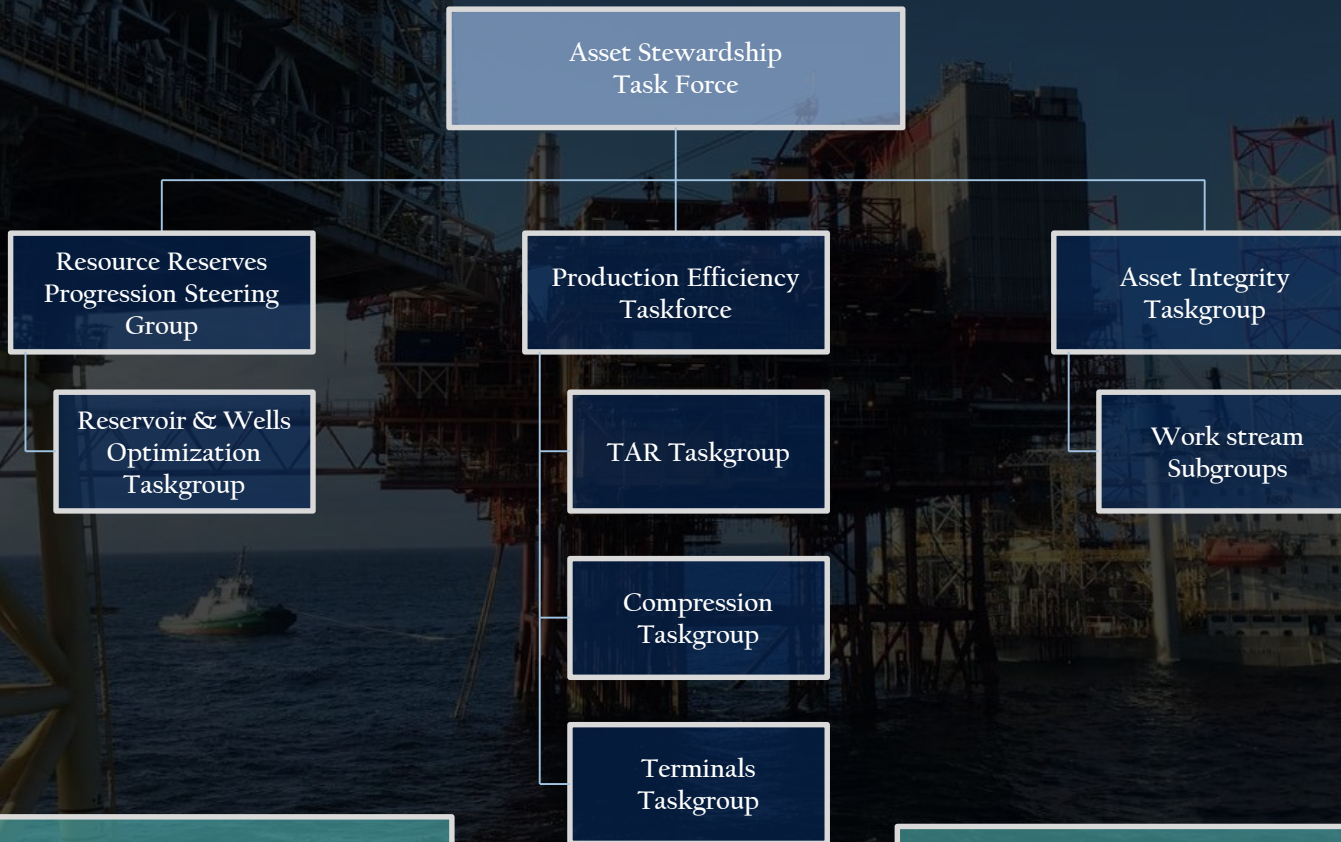 Asset Stewardship
Task Force
Resource Reserves
Progression Steering
Group
Production Efficiency
Taskforce
Asset Integrity
Taskgroup
Reservoir & Wells
Optimization
Taskgroup
TAR Taskgroup
Work stream
Subgroups
Compression
Taskgroup
Terminals
Taskgroup